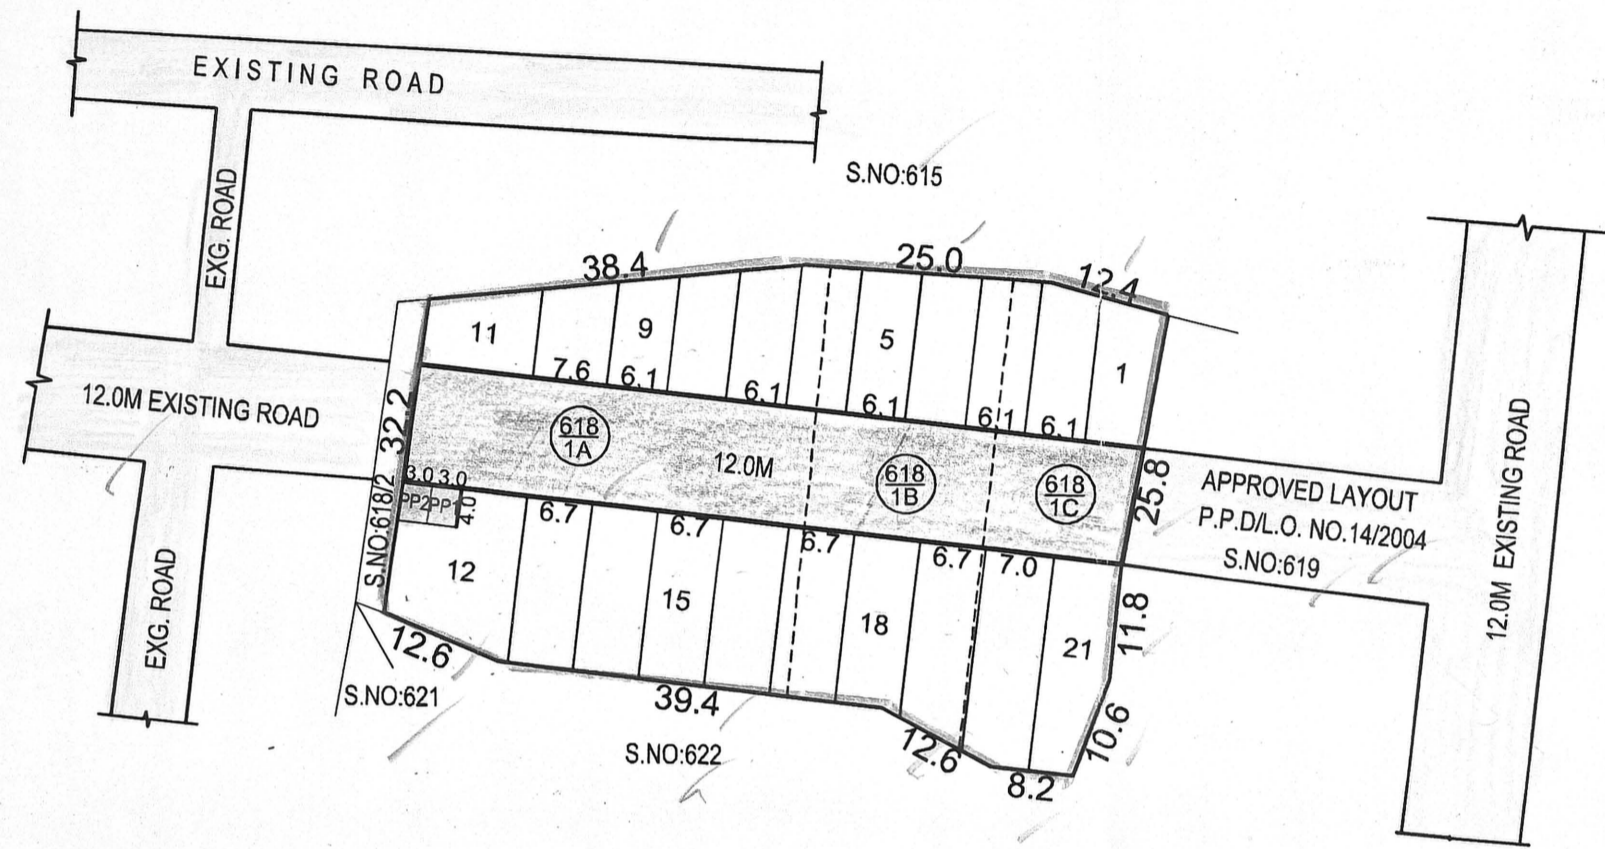 EXISTING ROAD
EXG. ROAD
S.NO:615
38.4
25.0
12.4
11
9
5
1
7.6
6.1
6.1
6.1
6.1
6.1
12.0M EXISTING ROAD
32.2
618
1A
12.0M
618
1B
618
1C
25.8
APPROVED LAYOUT
P.P.D/L.O. NO.14/2004
S.NO:619
12.0M EXISTING ROAD
3.0
3.0
PP2
PP1
4.0
S.NO:618/2
6.7
6.7
6.7
6.7
7.0
12
15
18
21
11.8
EXG. ROAD
12.6
S.NO:621
39.4
S.NO:622
12.6
8.2
10.6